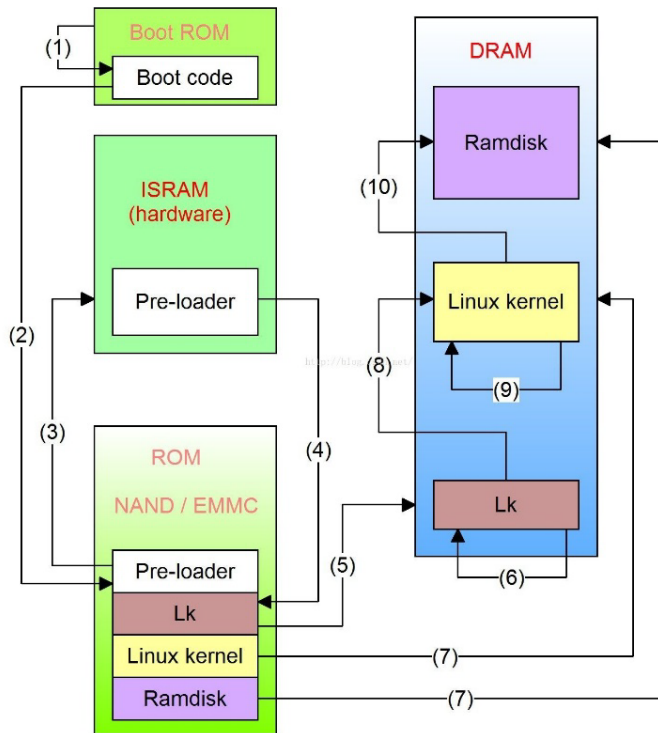 Boot ROM
(1)
Boot code
ISRAM
(hardware)
Pre-loader
(2)
(3)
(4)
ROM
NAND / EMMC
Pre-loader
Lk
Linux kernel
Ramdisk
(5)
DRAM
Ramdisk
(10)
Linux kernel
(8)
(9)
Lk
(6)
(7)
(7)